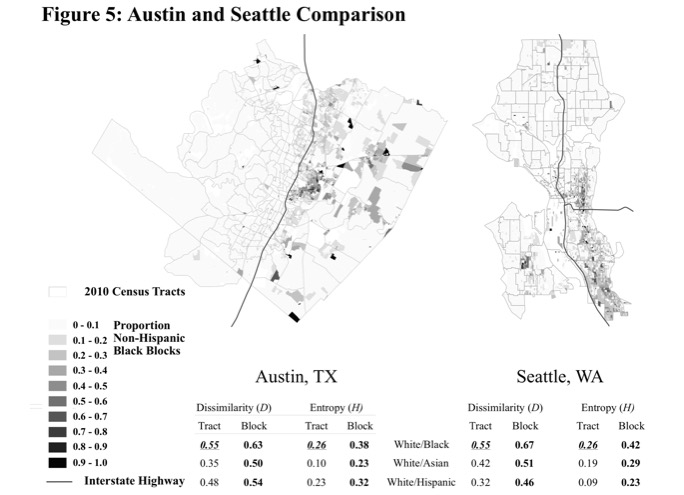 Figure 5: Austin and Seattle Comparison
2010 Census Tracts
0 - 0.1 Proportion
0.1 - 0.2 Non-Hispanic
0.2 - 0.3 Black Blocks
0.3 - 0.4
0.4 - 0.5
0.5 - 0.6
0.6 - 0.7
0.7 - 0.8
0.8 - 0.9
0.9 - 1.0
Interstate Highway
Austin, TX Seattle, WA
Dissimilarity (D) Entropy (H) Dissimilarity (D) Entropy (H)
Tract Block Tract Block Tract Block Tract Block
0.55 0.63 0.26 0.38 White/Black 0.55 0.67 0.26 0.42
0.35 0.50 0.10 0.23 White/Asian 0.42 0.51 0.19 0.29
0.48 0.54 0.23 0.32 White/Hispanic 0.32 0.46 0.09 0.23